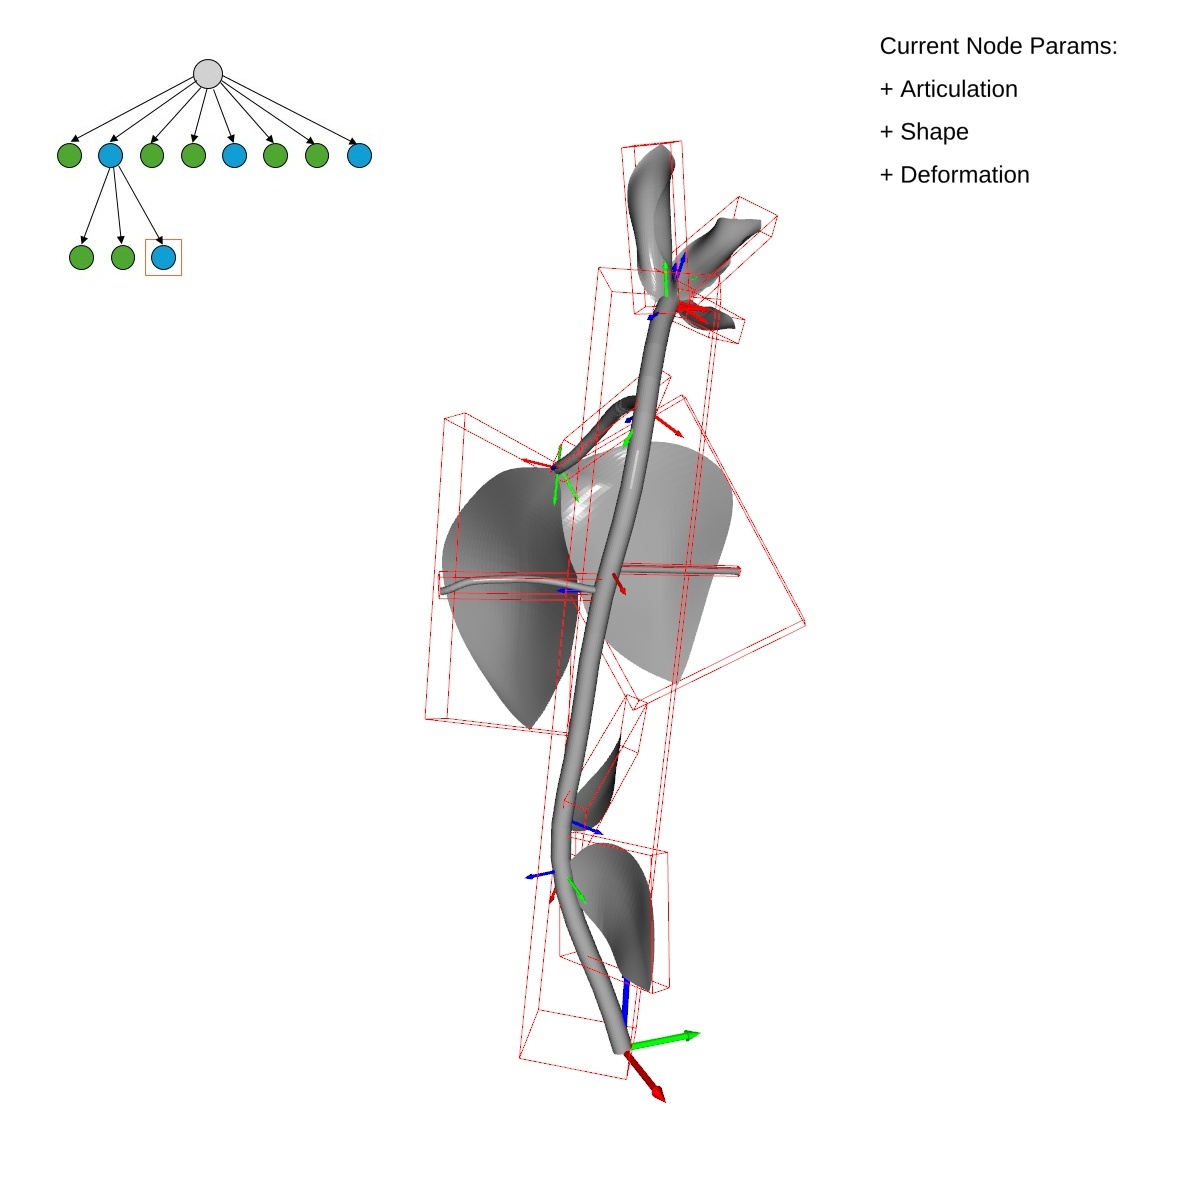 Current Node Params:
+ Articulation
+ Shape
+ Deformation